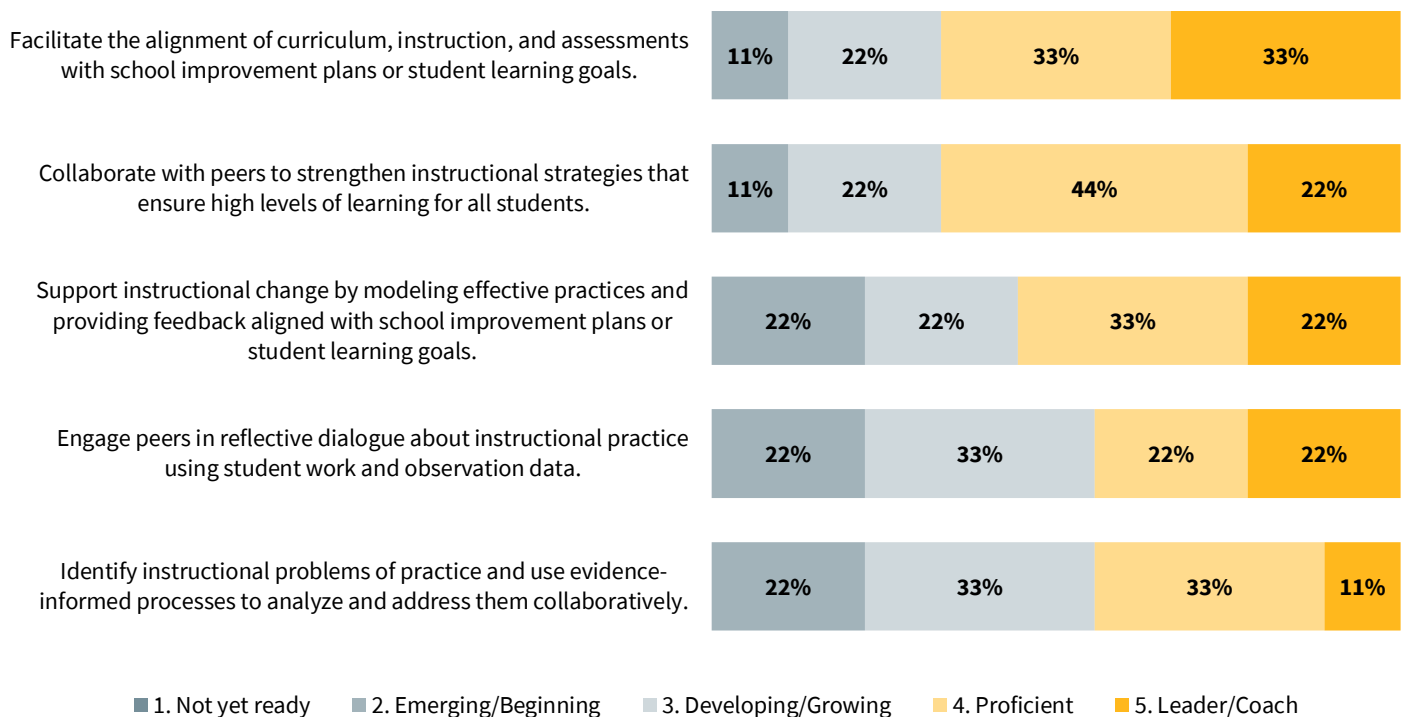 Facilitate the alignment of curriculum, instruction, and assessments
with school improvement plans or student learning goals.
11% 22% 33% 33%
Collaborate with peers to strengthen instructional strategies that
ensure high levels of learning for all students.
11% 22% 44% 22%
Support instructional change by modeling effective practices and
providing feedback aligned with school improvement plans or
student learning goals.
22% 22% 33% 22%
Engage peers in reflective dialogue about instructional practice
using student work and observation data.
22% 33% 22% 22%
Identify instructional problems of practice and use evidence-
informed processes to analyze and address them collaboratively.
22% 33% 33% 11%
1. Not yet ready 2. Emerging/Beginning 3. Developing/Growing 4. Proficient 5. Leader/Coach